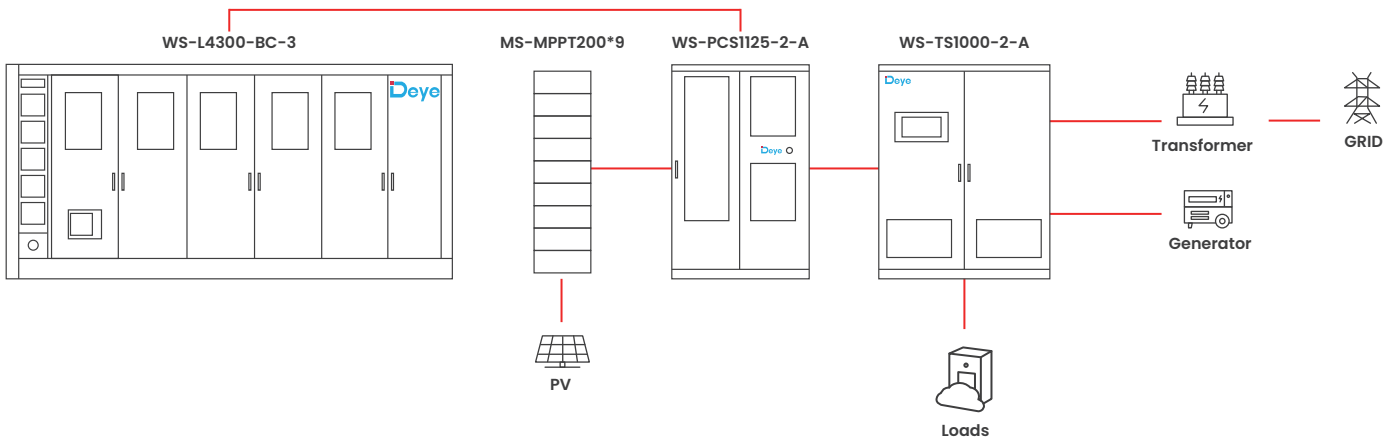 WS-L4300-BC-3
MS-MPPT200*9
WS-PCS1125-2-A
WS-TS1000-2-A
Deye
Deye
Deye
Transformer
GRID
Generator
PV
Loads